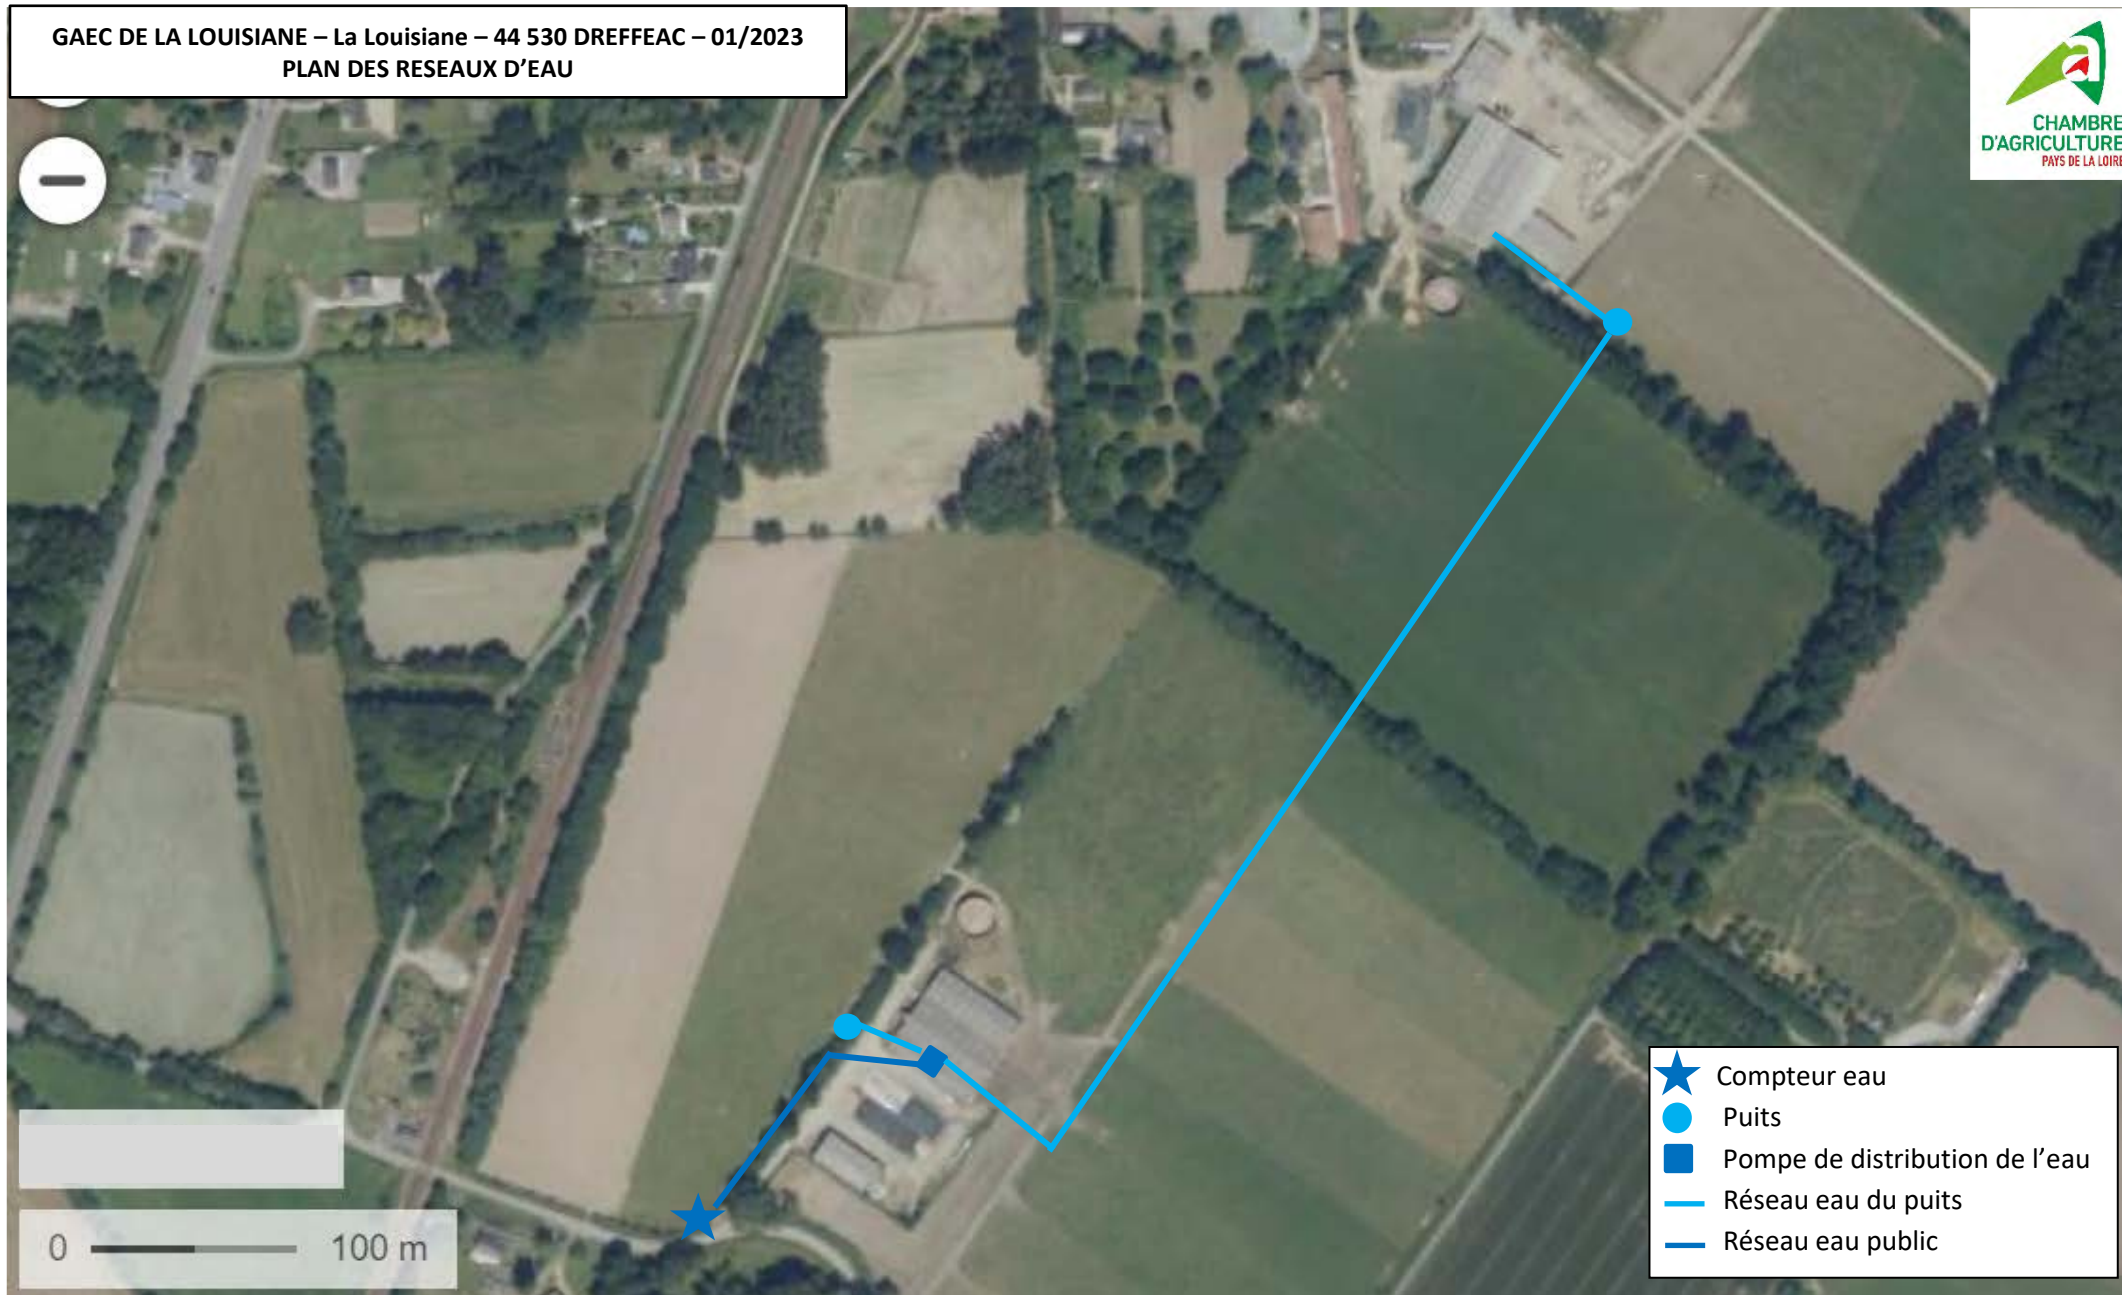 GAEC DE LA LOUISIANE – La Louisiane – 44 530 DREFFEAC – 01/2023
PLAN DES RESEAUX D’EAU
CHAMBRE
D'AGRICULTURE
PAYS DE LA LOIRE
Compteur eau
Puits
Pompe de distribution de l’eau
Réseau eau du puits
Réseau eau public
0 100 m